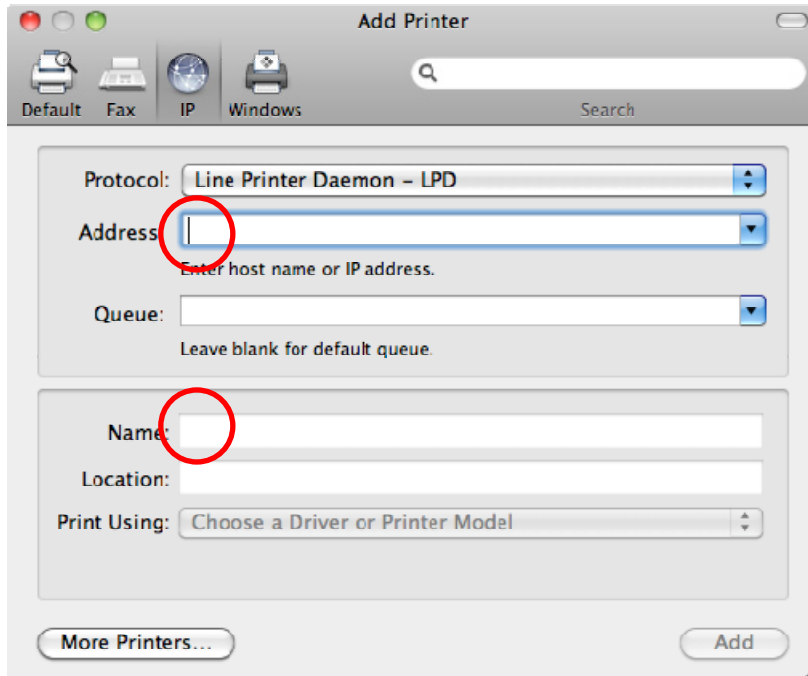 Add Printer
Default Fax IP Windows
Search
Protocol: Line Printer Daemon – LPD
Address
Enter host name or IP address.
Queue:
Leave blank for default queue.
Name:
Location:
Print Using: Choose a Driver or Printer Model
More Printers... Add